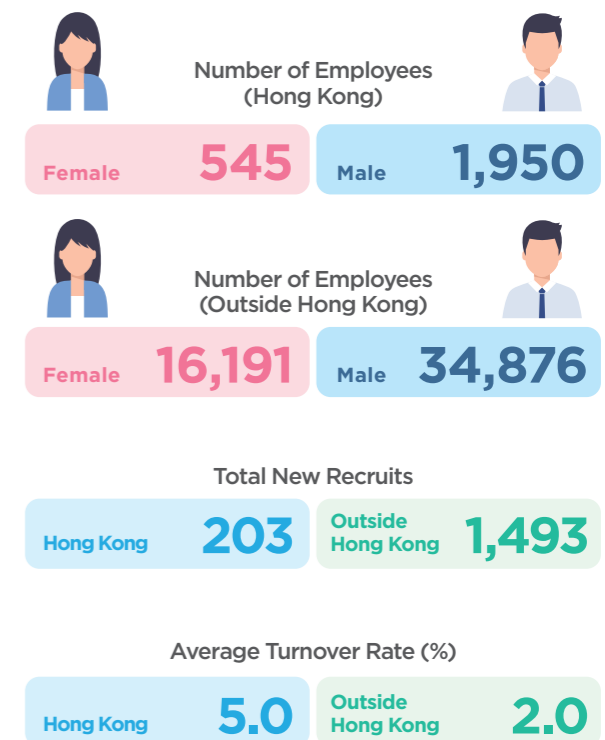 Number of Employees
(Hong Kong)
Female 545 Male 1,950
Number of Employees
(Outside Hong Kong)
Female 16,191 Male 34,876
Total New Recruits
Hong Kong 203
Outside
Hong Kong 1,493
Average Turnover Rate (%)
Hong Kong 5.0
Outside
Hong Kong 2.0